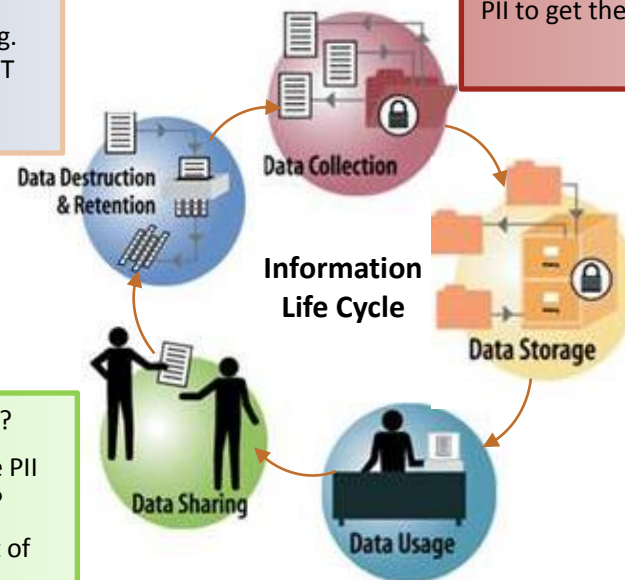 g.
T
PII to get the
Data Collection
Data Destruction
& Retention
Information
Life Cycle
Data Storage
?
e PII
?
t of
Data Sharing
Data Usage